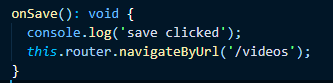 onSave(): void {
console.log('save clicked');
this.router.navigateByUrl('/videos');
}